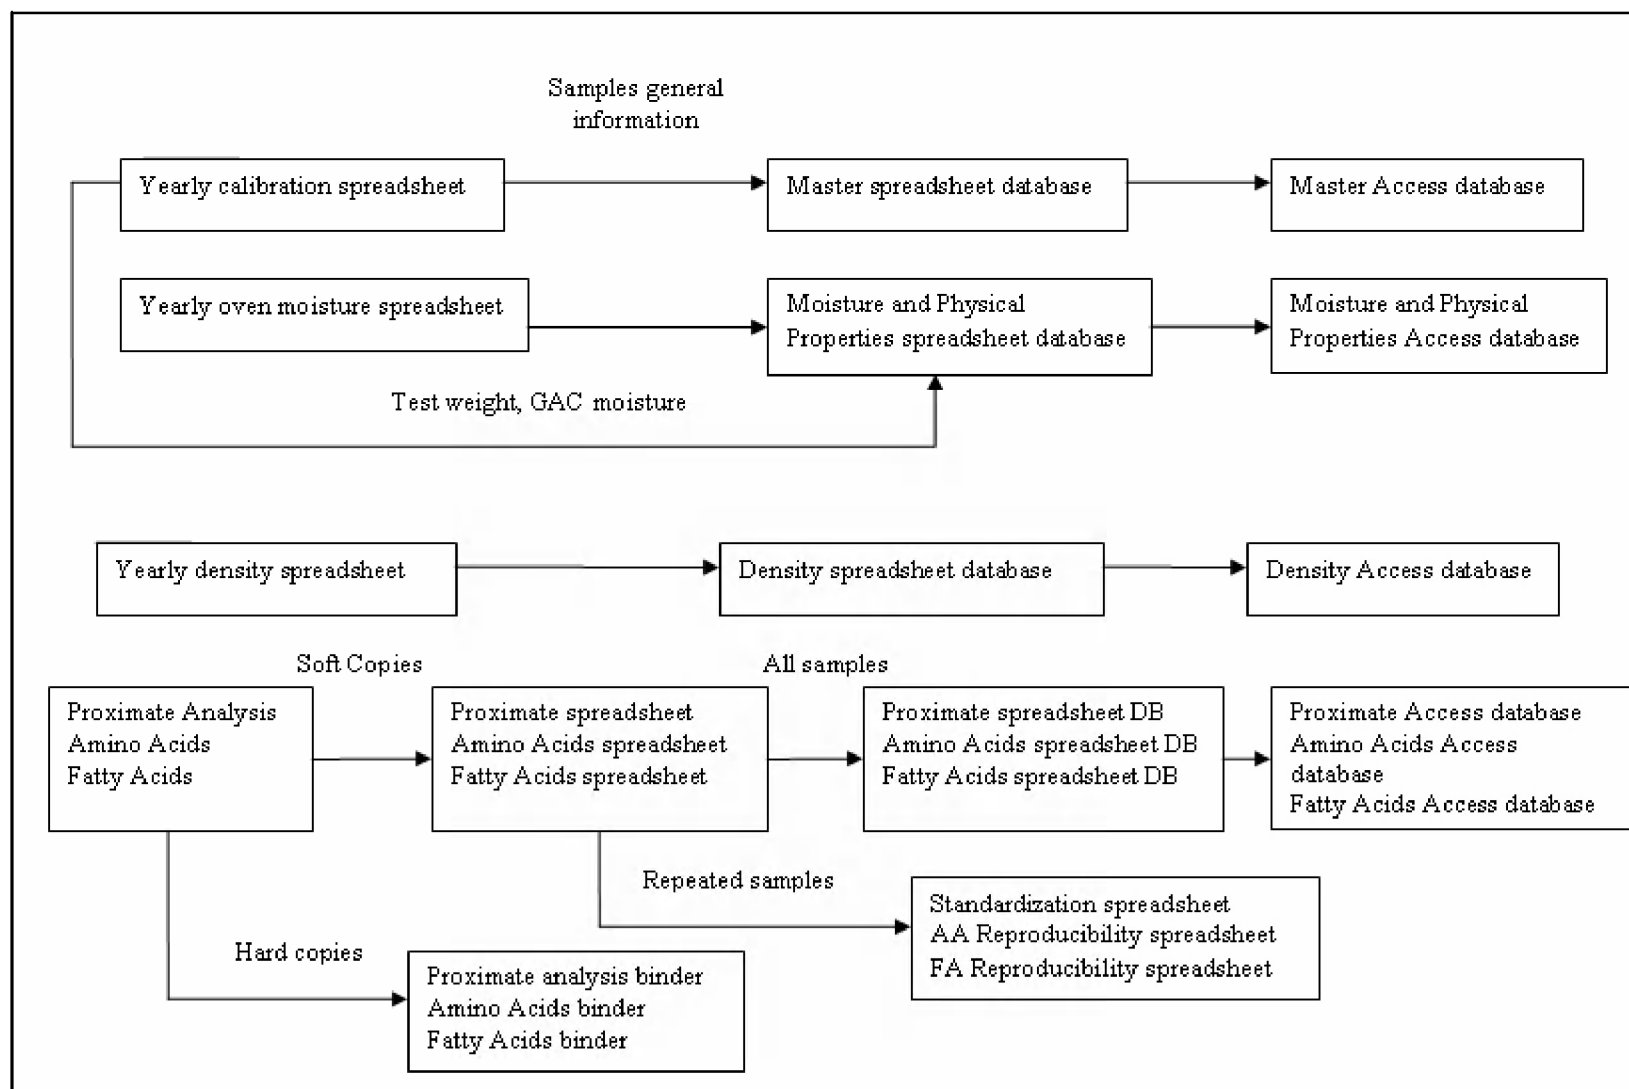 Samples general
information
Yearly calibration spreadsheet
Master spreadsheet database
Master Access database
Yearly oven moisture spreadsheet
Moisture and Physical
Properties spreadsheet database
Moisture and Physical
Properties Access database
Test weight, GAC moisture
Yearly density spreadsheet
Density spreadsheet database
Density Access database
Soft Copies
All samples
Proximate Analysis
Amino Acids
Fatty Acids
Proximate spreadsheet
Amino Acids spreadsheet
Fatty Acids spreadsheet
Proximate spreadsheet DB
Amino Acids spreadsheet DB
Fatty Acids spreadsheet DB
Proximate Access database
Amino Acids Access
database
Fatty Acids Access database
Repeated samples
Standardization spreadsheet
AA Reproducibility spreadsheet
FA Reproducibility spreadsheet
Hard copies
Proximate analysis binder
Amino Acids binder
Fatty Acids binder